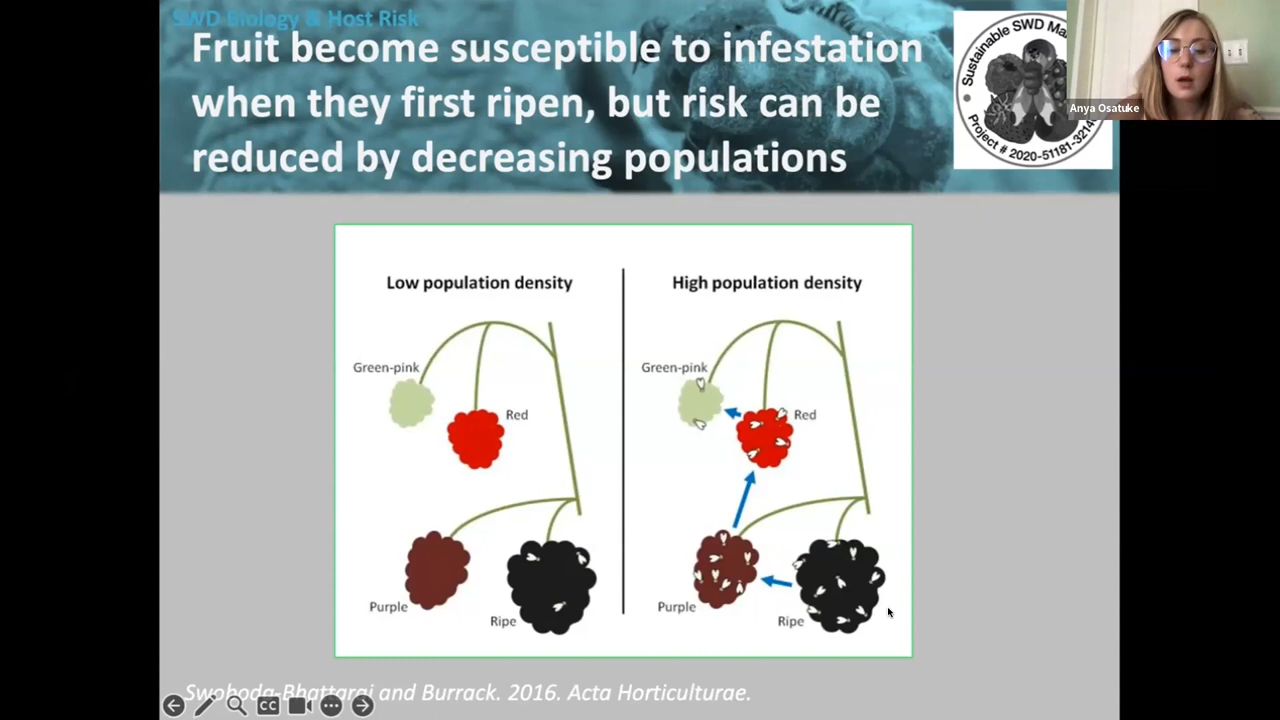 SWD Biology & Host Risk
Fruit become susceptible to infestation
when they first ripen, but risk can be
reduced by decreasing populations
Sustainable SWD
Project # 2020-51181-
Anya Osatuke
Low population density
High population density
Green-pink
Green-pink
Red
Red
Purple
Ripe
Purple
Ripe
Swoboda-Bhattarai and Burrack. 2016. Acta Horticulturae.
CC